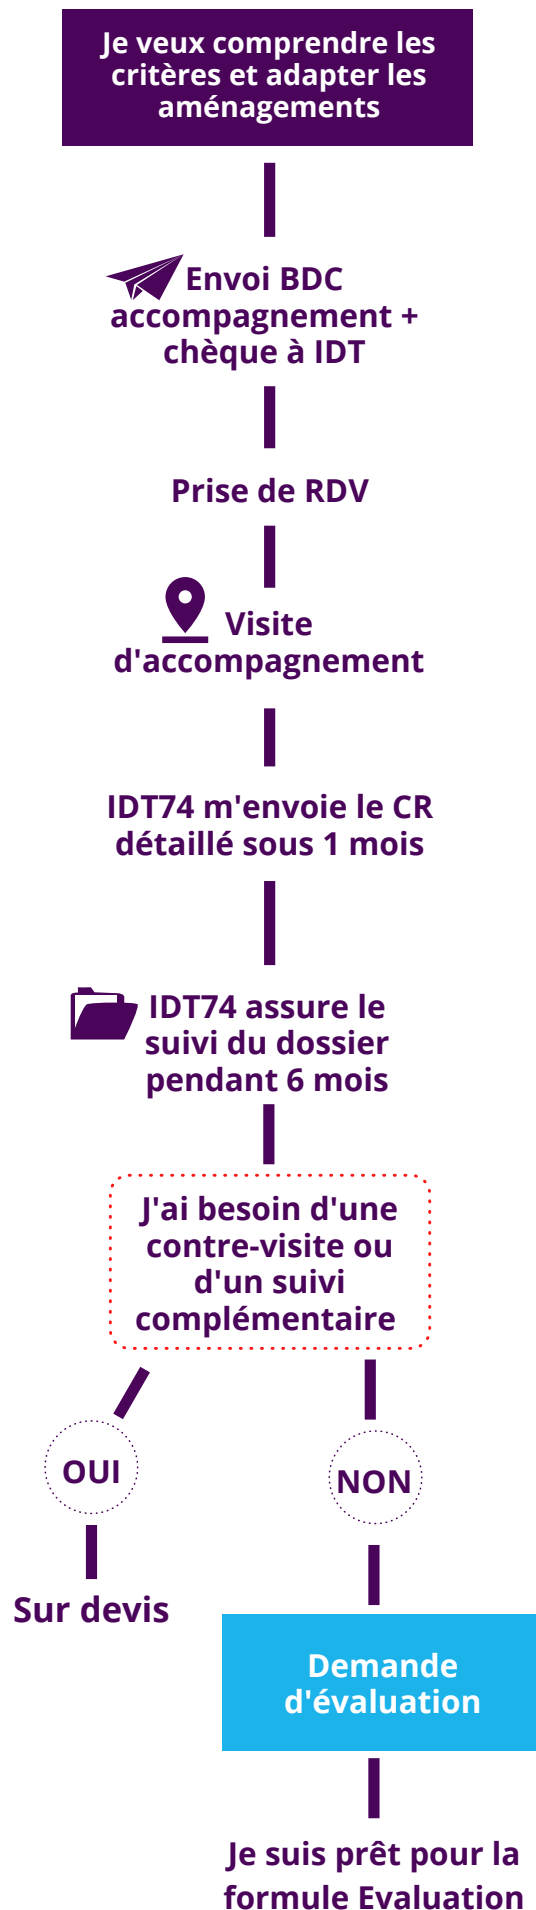 Je veux comprendre les
critères et adapter les
aménagements
Envoi BDC
accompagnement +
chèque à IDT
Prise de RDV
Visite
d'accompagnement
IDT74 m'envoie le CR
détaillé sous 1 mois
IDT74 assure le
suivi du dossier
pendant 6 mois
J'ai besoin d'une
contre-visite ou
d'un suivi
complémentaire
OUI
NON
Sur devis
Demande
d'évaluation
Je suis prêt pour la
formule Evaluation